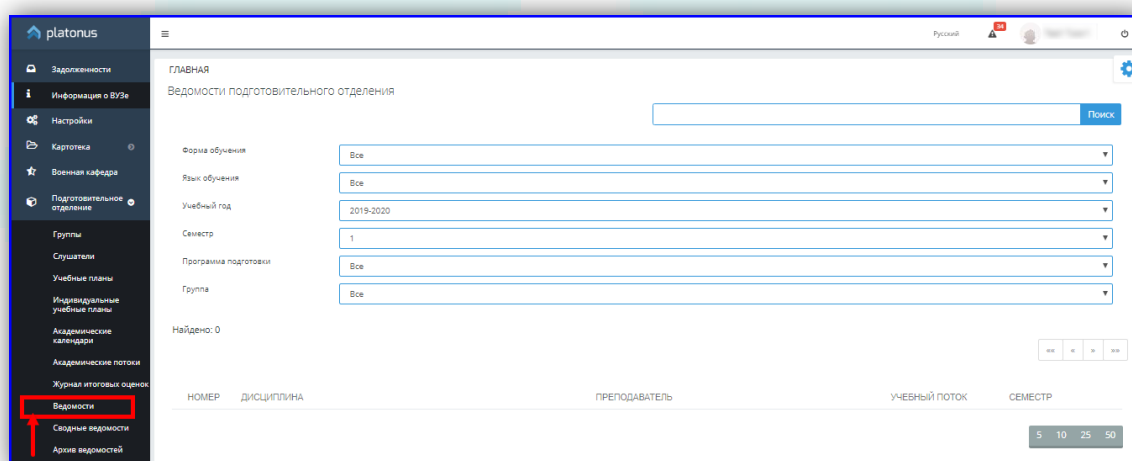 platonus
Русский
34
Задолженности
Информация о ВУЗе
Настройки
Картотека
Военная кафедра
Подготовительное
отделение
Группы
Слушатели
Учебные планы
Индивидуальные
учебные планы
Академические
календари
Академические потоки
Журнал итоговых оценок
Ведомости
Сводные ведомости
Архив ведомостей
ГЛАВНАЯ
Ведомости подготовительного отделения
Поиск
Форма обучения Все
Язык обучения Все
Учебный год 2019-2020
Семестр 1
Программа подготовки Все
Группа Все
Найдено: 0
«« « » »»
НОМЕР ДИСЦИПЛИНА ПРЕПОДАВАТЕЛЬ УЧЕБНЫЙ ПОТОК СЕМЕСТР
5 10 25 50